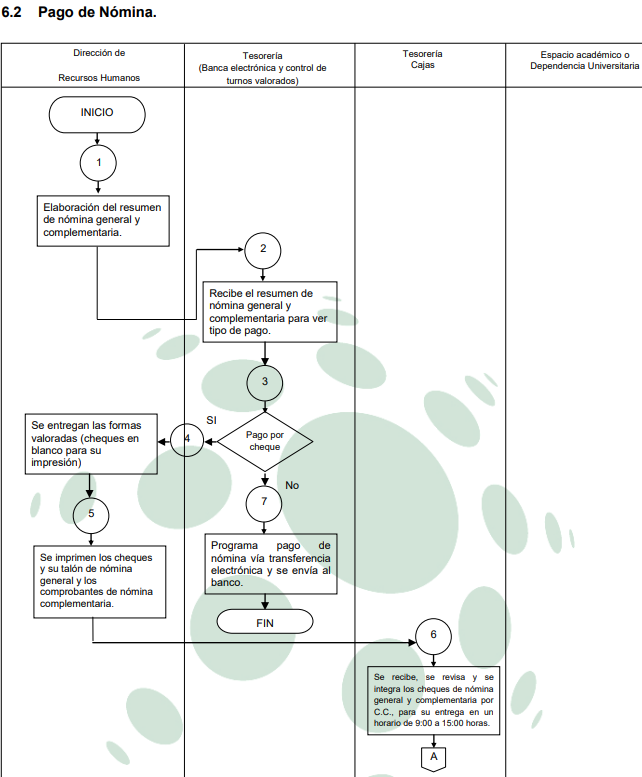 6.2 Pago de Nómina.
Dirección de
Recursos Humanos
Tesorería
(Banca electrónica y control de
turnos valorados)
Tesorería
Cajas
Espacio académico o
Dependencia Universitaria
INICIO
1
Elaboración del resumen
de nómina general y
complementaria.
2
Recibe el resumen de
nómina general y
complementaria para ver
tipo de pago.
3
Pago por
cheque
SI
4
Se entregan las formas
valoradas (cheques en
blanco para su
impresión)
5
Se imprimen los cheques
y su talón de nómina
general y los
comprobantes de nómina
complementaria.
No
7
Programa pago de
nómina vía transferencia
electrónica y se envía al
banco.
FIN
6
Se recibe, se revisa y se
integra los cheques de nómina
general y complementaria por
C.C., para su entrega en un
horario de 9:00 a 15:00 horas.
A